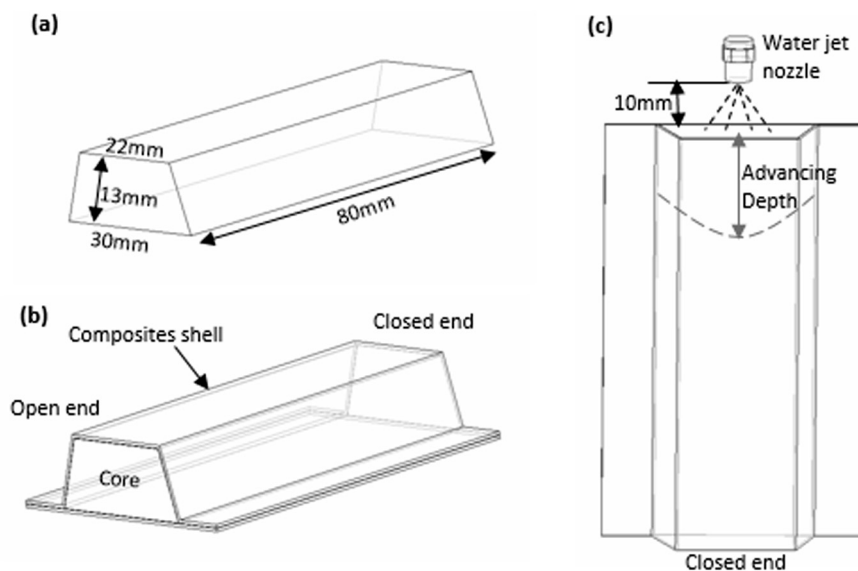 (a)
22mm
13mm
30mm
80mm
(b)
Composites shell
Closed end
Open end
Core
(c)
Water jet
nozzle
10mm
Advancing
Depth
Closed end